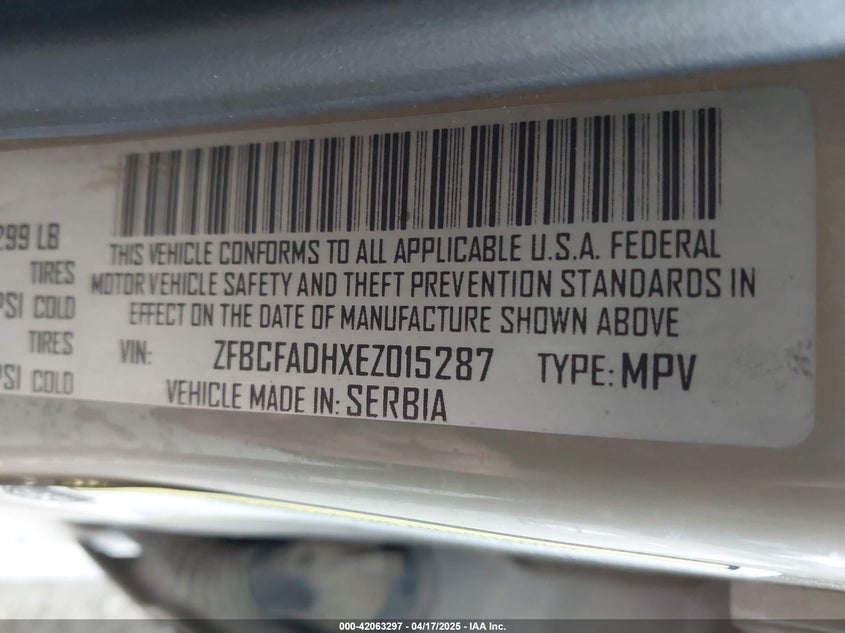 299 LB
TIRES
PSI COLD
TIRES
PSI COLD
THIS VEHICLE CONFORMS TO ALL APPLICABLE U.S.A. FEDERAL
MOTOR VEHICLE SAFETY AND THEFT PREVENTION STANDARDS IN
EFFECT ON THE DATE OF MANUFACTURE SHOWN ABOVE
VIN: ZFBCFADHXEZ015287 TYPE: MPV
VEHICLE MADE IN: SERBIA
000-42063297 - 04/17/2025 - IAA Inc.